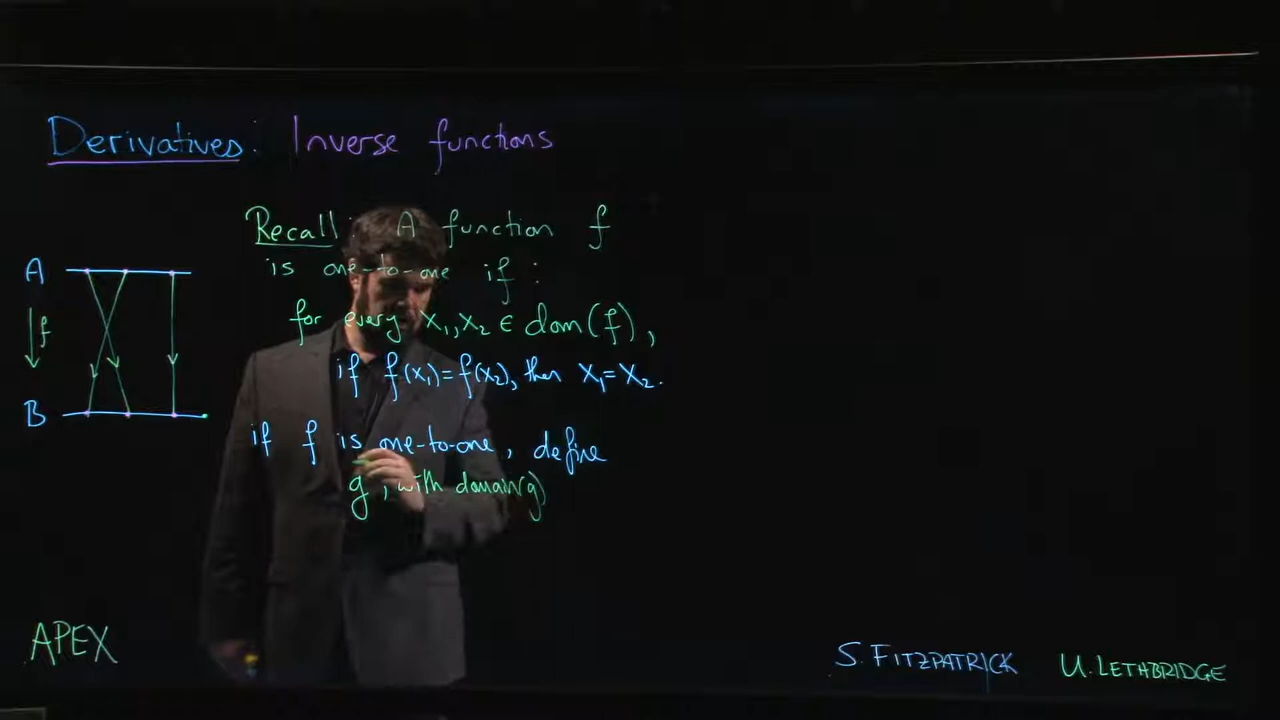 Derivatives: Inverse functions
Recall: A function f
is one-to-one if:
for every x₁, x₂ ∈ dom(f),
if f(x₁)=f(x₂), then x₁=x₂.
if f is one-to-one, define
g, with domain(g)
A
f
B
APEX
S. FITZPATRICK U. LETHBRIDGE